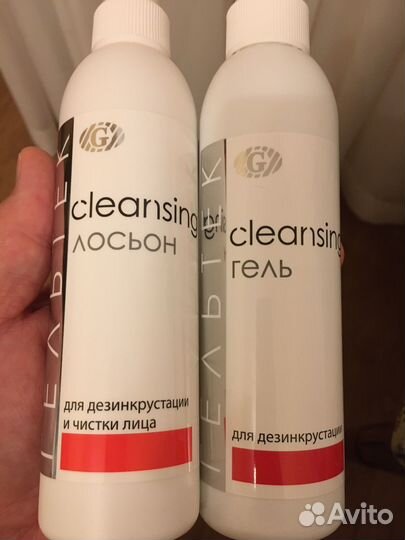 G
cleansing
лосьон
ГЕЛЬТЕК
для дезинкрустации
и чистки лица
G
cleansing
гель
ГЕЛЬТЕК
для дезинкрустации
Avito